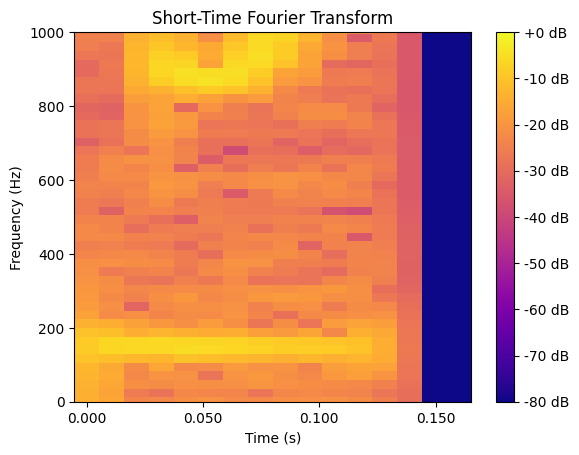 Short-Time Fourier Transform
1000
800
600
400
200
0
Frequency (Hz)
0.000
0.050
0.100
0.150
Time (s)
+0 dB
-10 dB
-20 dB
-30 dB
-40 dB
-50 dB
-60 dB
-70 dB
-80 dB